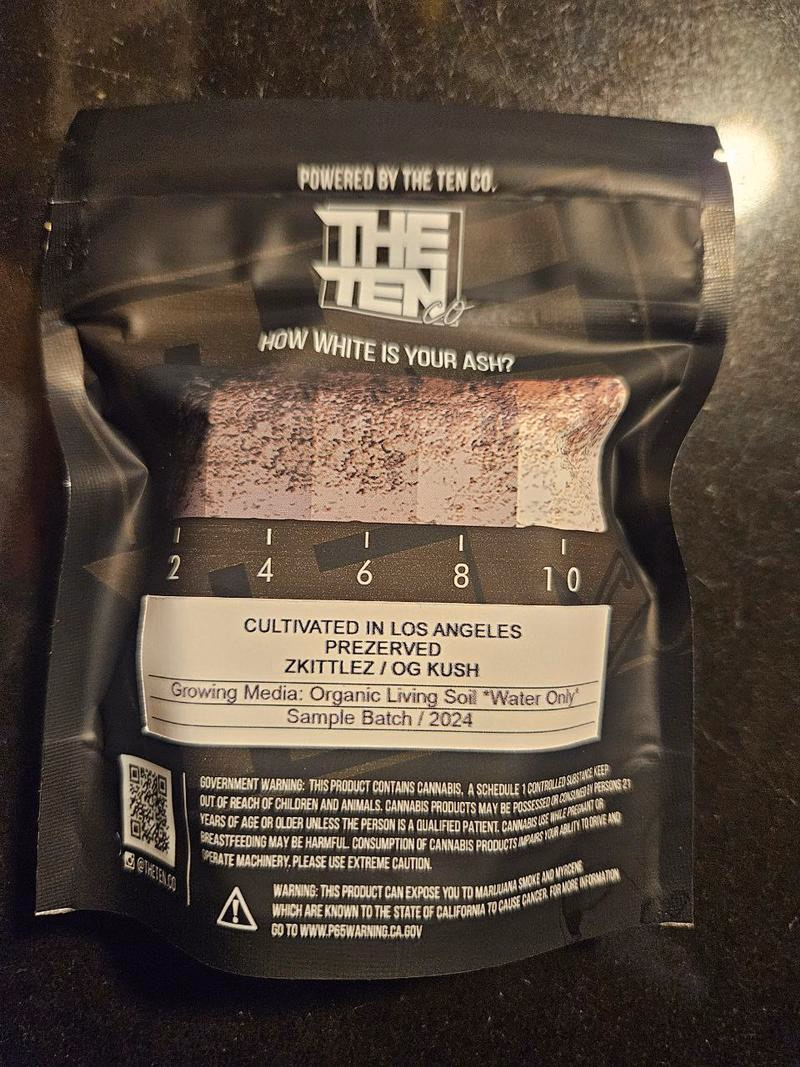 POWERED BY THE TEN CO.
THE
TEN
CO
HOW WHITE IS YOUR ASH?
2 4 6 8 10
CULTIVATED IN LOS ANGELES
PREZERVED
ZKITTLEZ / OG KUSH
Growing Media: Organic Living Soil *Water Only*
Sample Batch / 2024
GOVERNMENT WARNING: THIS PRODUCT CONTAINS CANNABIS, A SCHEDULE 1 CONTROLLED SUBSTANCE. KEEP
OUT OF REACH OF CHILDREN AND ANIMALS. CANNABIS PRODUCTS MAY BE POSSESSED OR CONSUMED BY PERSONS 21
YEARS OF AGE OR OLDER UNLESS THE PERSON IS A QUALIFIED PATIENT. CANNABIS USE WHILE PREGNANT OR
BREASTFEEDING MAY BE HARMFUL. CONSUMPTION OF CANNABIS PRODUCTS IMPAIRS YOUR ABILITY TO DRIVE AND
OPERATE MACHINERY. PLEASE USE EXTREME CAUTION.
@THETEN.CO
WARNING: THIS PRODUCT CAN EXPOSE YOU TO MARIJUANA SMOKE AND MYRCENE
WHICH ARE KNOWN TO THE STATE OF CALIFORNIA TO CAUSE CANCER. FOR MORE INFORMATION
GO TO WWW.P65WARNING.CA.GOV